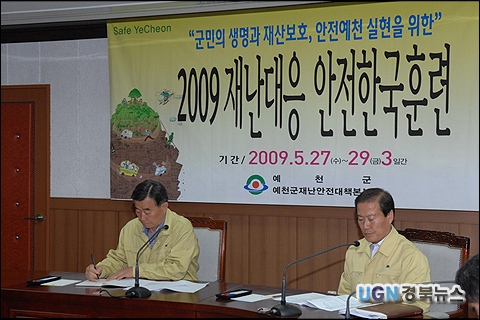 Safe YeCheon
“군민의 생명과 재산보호, 안전예천 실현을 위한”
2009 재난대응 안전한국훈련
기간 / 2009.5.27(수)~29(금)3일간
예천군
예천군재난안전대책본
UGN경북뉴스